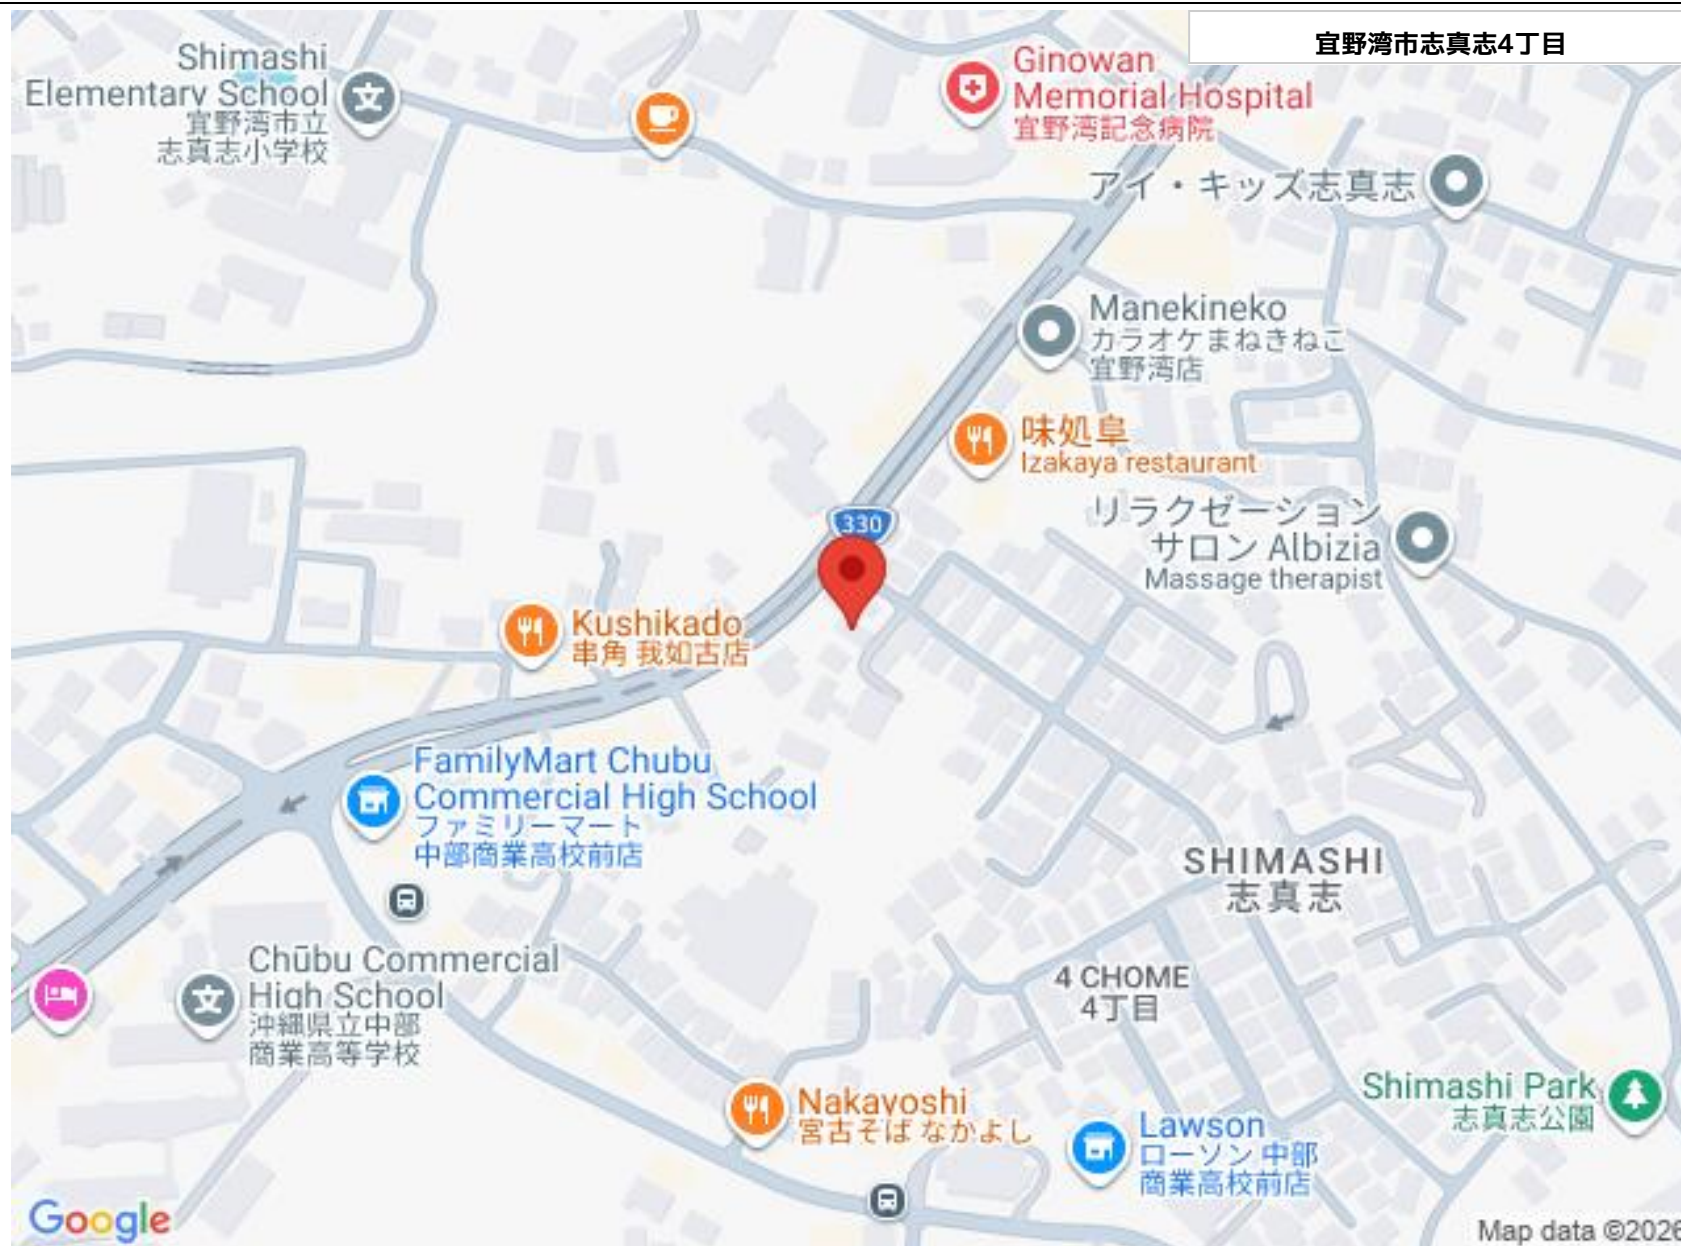 宜野湾市志真志4丁目
Shimashi
Elementary School
宜野湾市立
志真志小学校
Ginowan
Memorial Hospital
宜野湾記念病院
アイ・キッズ志真志
Manekineko
カラオケまねきねこ
宜野湾店
味処阜
Izakaya restaurant
330
リラクゼーション
サロン Albizia
Massage therapist
Kushikado
串角 我如古店
FamilyMart Chubu
Commercial High School
ファミリーマート
中部商業高校前店
SHIMASHI
志真志
Chūbu Commercial
High School
沖縄県立中部
商業高等学校
4 CHOME
4丁目
Nakayoshi
宮古そば なかよし
Lawson
ローソン 中部
商業高校前店
Shimashi Park
志真志公園
Google
Map data ©2026